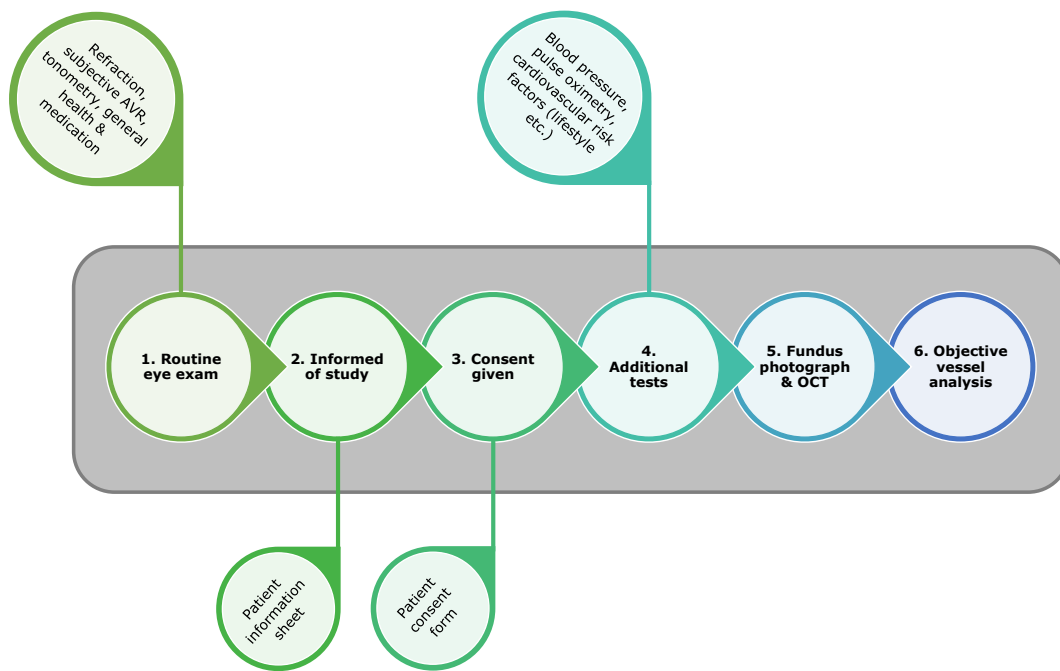 Refraction,
subjective AVR,
tonometry, general
health &
medication
Blood pressure,
pulse oximetry,
cardiovascular risk
factors (lifestyle
etc.)
1. Routine
eye exam
2. Informed
of study
3. Consent
given
4.
Additional
tests
5. Fundus
photograph
& OCT
6. Objective
vessel
analysis
Patient
information
sheet
Patient
consent
form